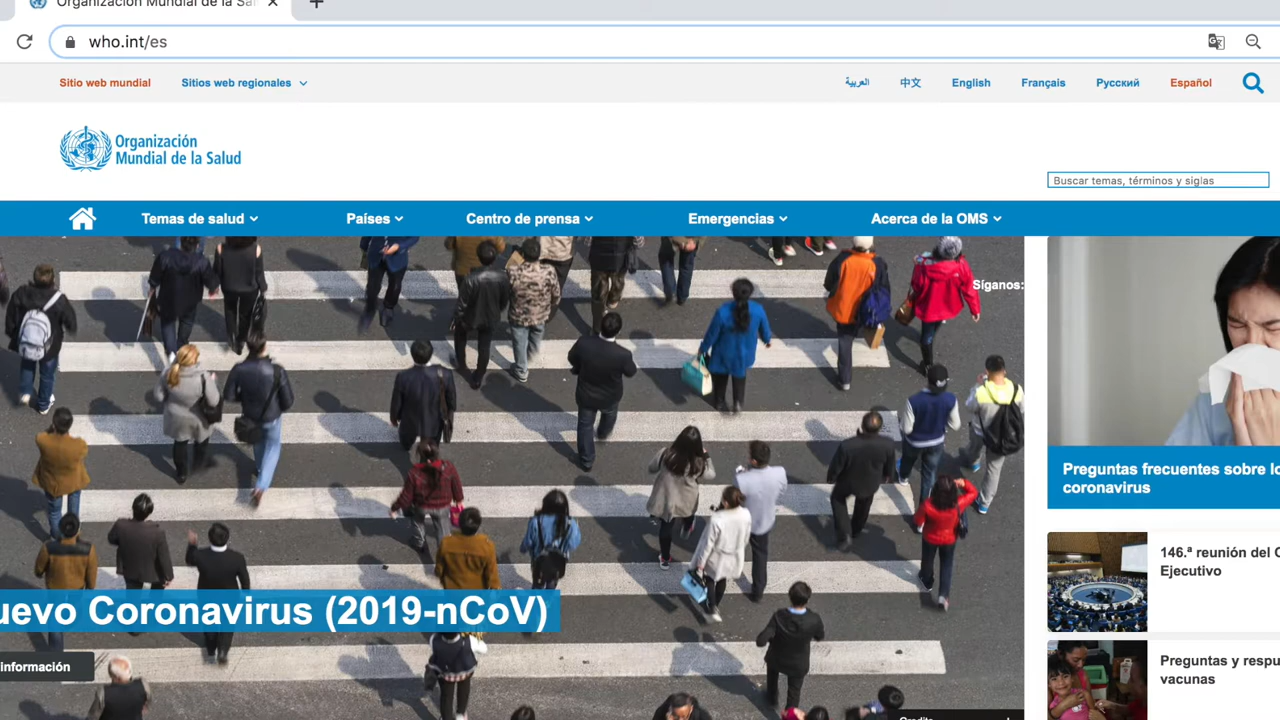 Organización Mundial de la Sa
who.int/es
Sitio web mundial
Sitios web regionales
العربية
中文
English
Français
Русский
Español
Organización
Mundial de la Salud
Buscar temas, términos y siglas
Temas de salud
Países
Centro de prensa
Emergencias
Acerca de la OMS
Síganos:
uevo Coronavirus (2019-nCoV)
información
Preguntas frecuentes sobre lo
coronavirus
146.ª reunión del C
Ejecutivo
Preguntas y respu
vacunas